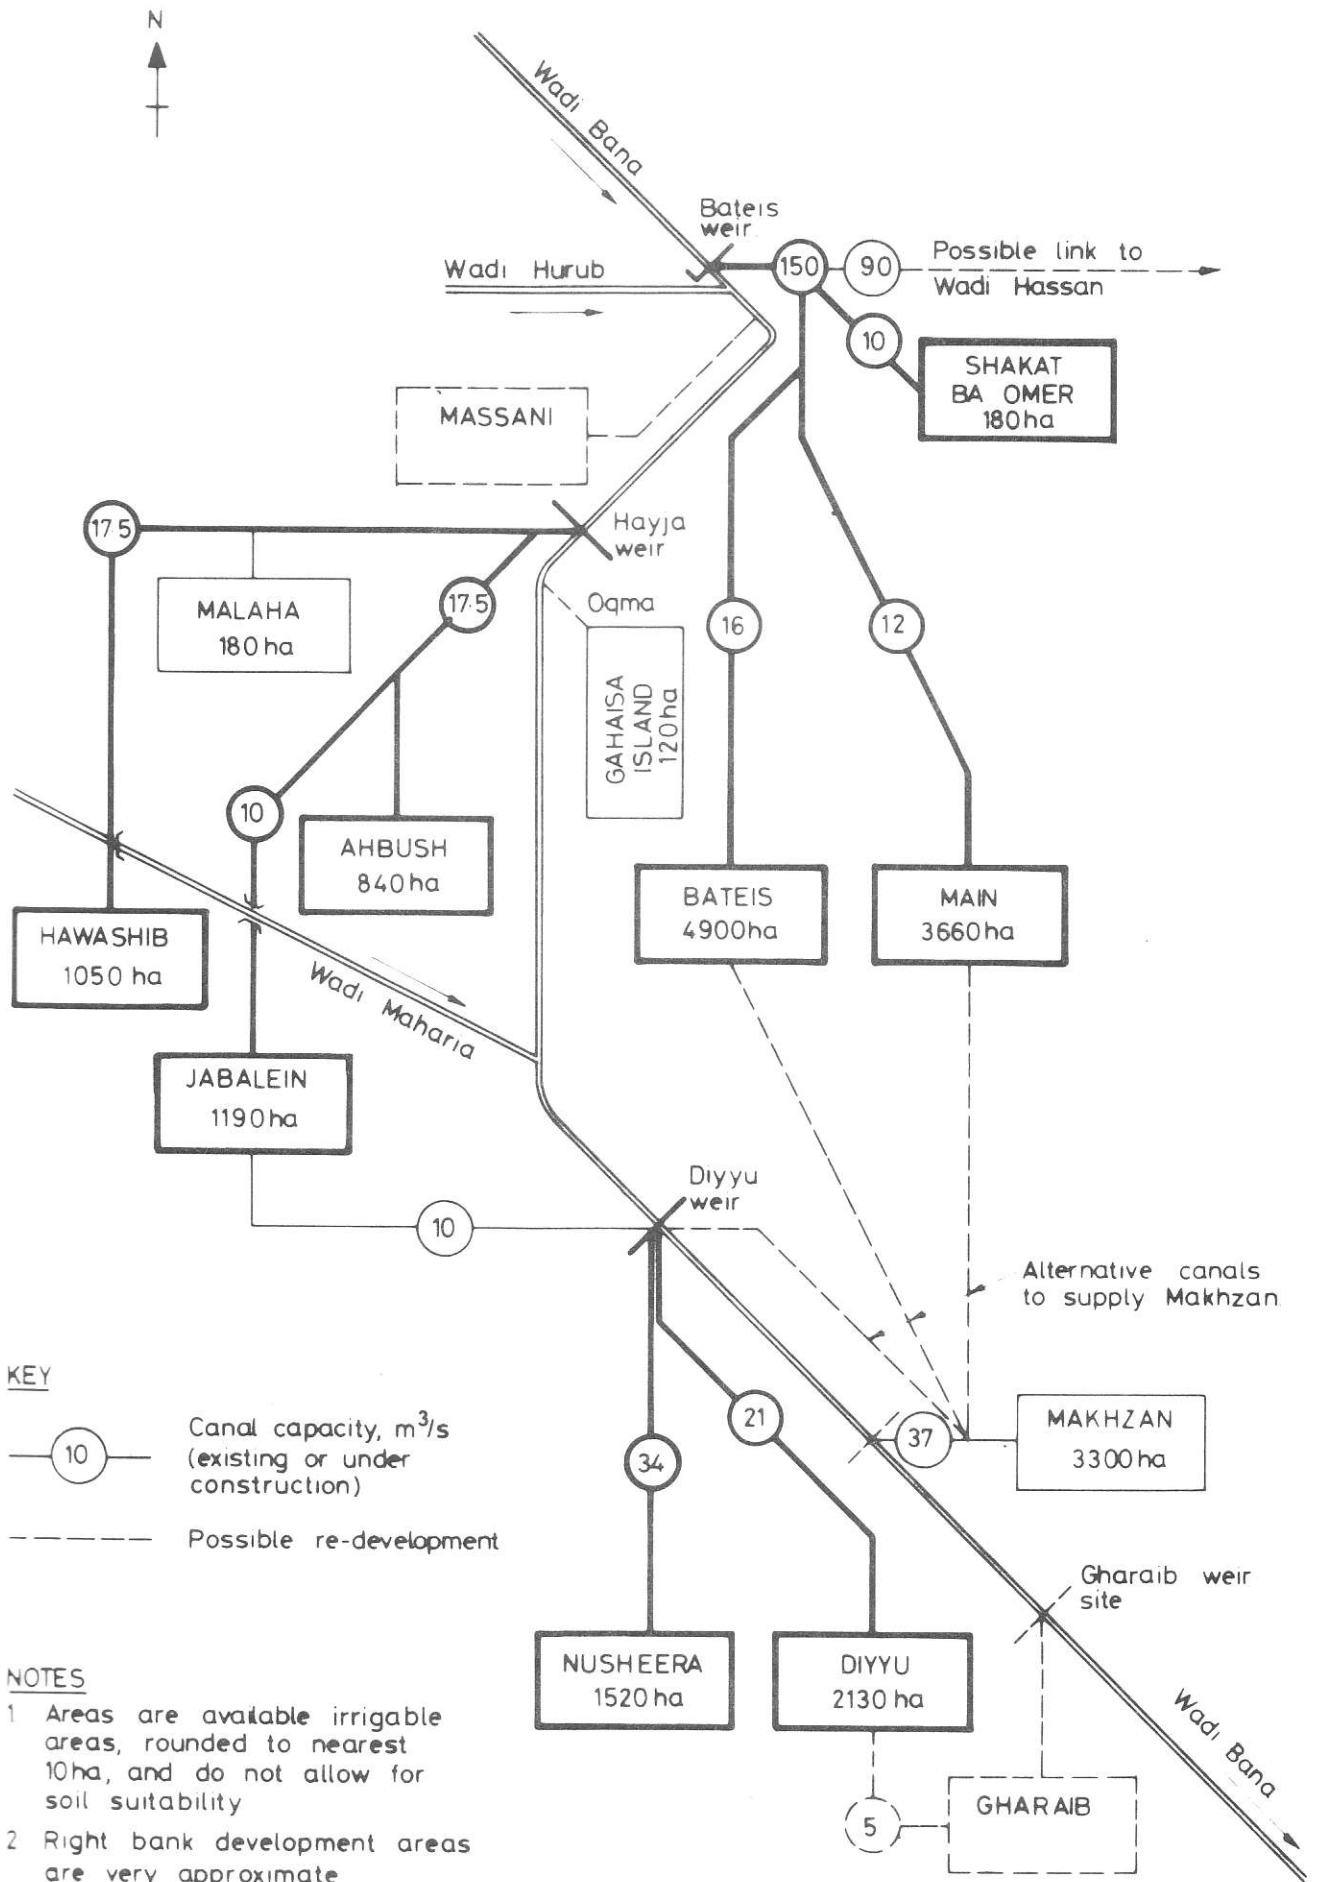 N
Wadi Bana
Bateis
weir
Wadi Hurub
150
90
Possible link to
Wadi Hassan
10
SHAKAT
BA OMER
180ha
MASSANI
17.5
Hayja
weir
MALAHA
180ha
17.5
Oqma
16
12
GAHAISA
ISLAND
120ha
10
AHBUSH
840ha
BATEIS
4900ha
MAIN
3660ha
HAWASHIB
1050 ha
Wadi Maharia
JABALEIN
1190ha
Diyyu
weir
10
Alternative canals
to supply Makhzan
KEY
10
Canal capacity, m³/s
(existing or under
construction)
Possible re-development
21
34
37
MAKHZAN
3300ha
Gharaib weir
site
NUSHEERA
1520ha
DIYYU
2130 ha
Wadi Bana
5
GHARAIB
NOTES
1 Areas are available irrigable
areas, rounded to nearest
10ha, and do not allow for
soil suitability
2 Right bank development areas
are very approximate